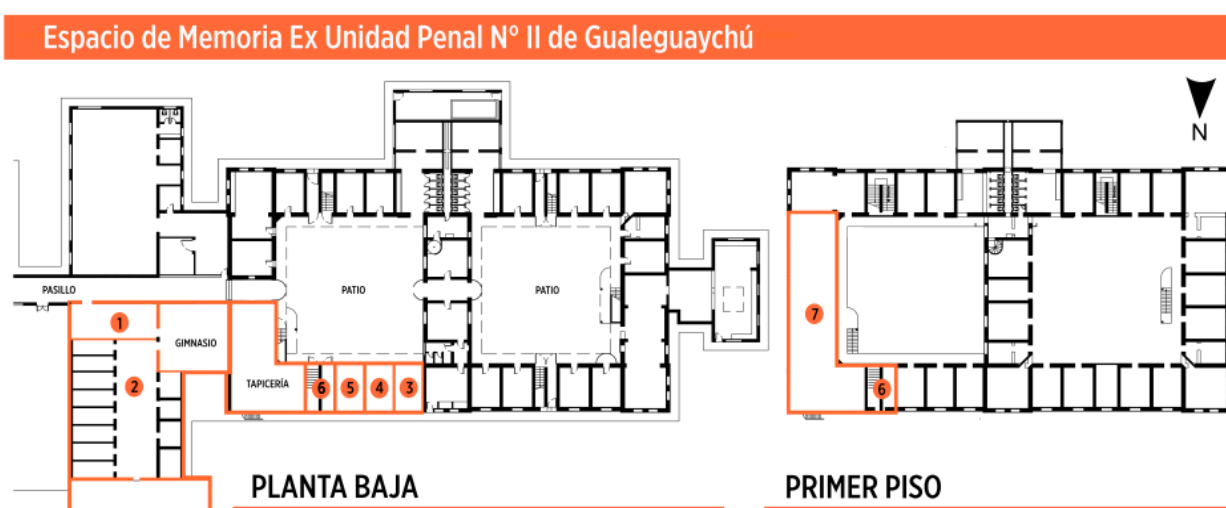 Espacio de Memoria Ex Unidad Penal N° II de Gualeguaychú
N
PASILLO
PATIO
PATIO
1
GIMNASIO
7
2
TAPICERÍA
6
5
4
3
6
PLANTA BAJA
PRIMER PISO